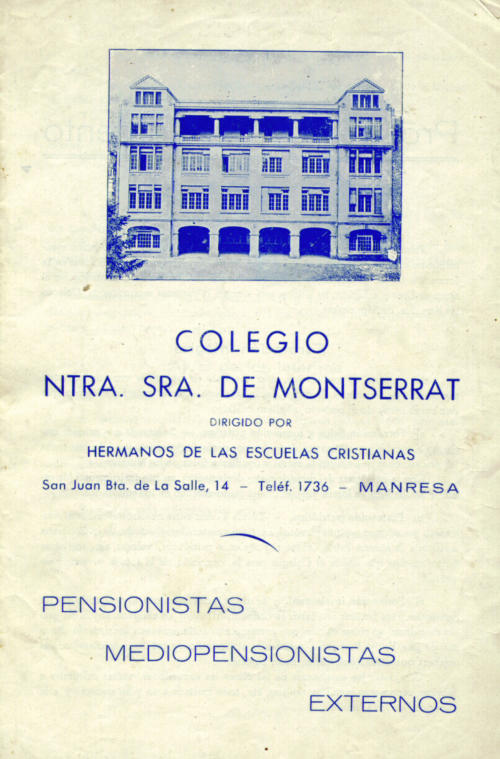 COLEGIO
NTRA. SRA. DE MONTSERRAT
DIRIGIDO POR
HERMANOS DE LAS ESCUELAS CRISTIANAS
San Juan Bta. de La Salle, 14 – Teléf. 1736 – MANRESA
PENSIONISTAS
MEDIOPENSIONISTAS
EXTERNOS